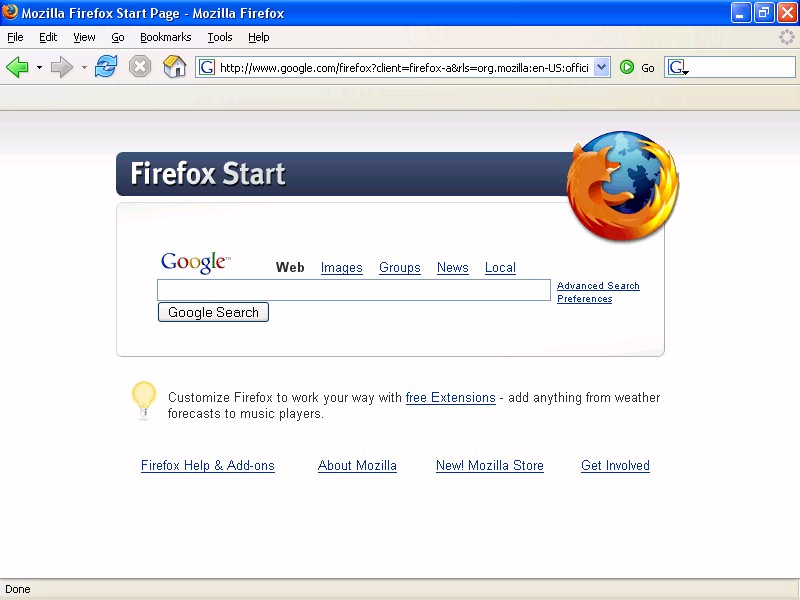 Mozilla Firefox Start Page - Mozilla Firefox
File Edit View Go Bookmarks Tools Help
http://www.google.com/firefox?client=firefox-a&rls=org.mozilla:en-US:offici Go G
Firefox Start
Google™ Web Images Groups News Local
Advanced Search
Preferences
Google Search
Customize Firefox to work your way with free Extensions - add anything from weather
forecasts to music players.
Firefox Help & Add-ons About Mozilla New! Mozilla Store Get Involved
Done